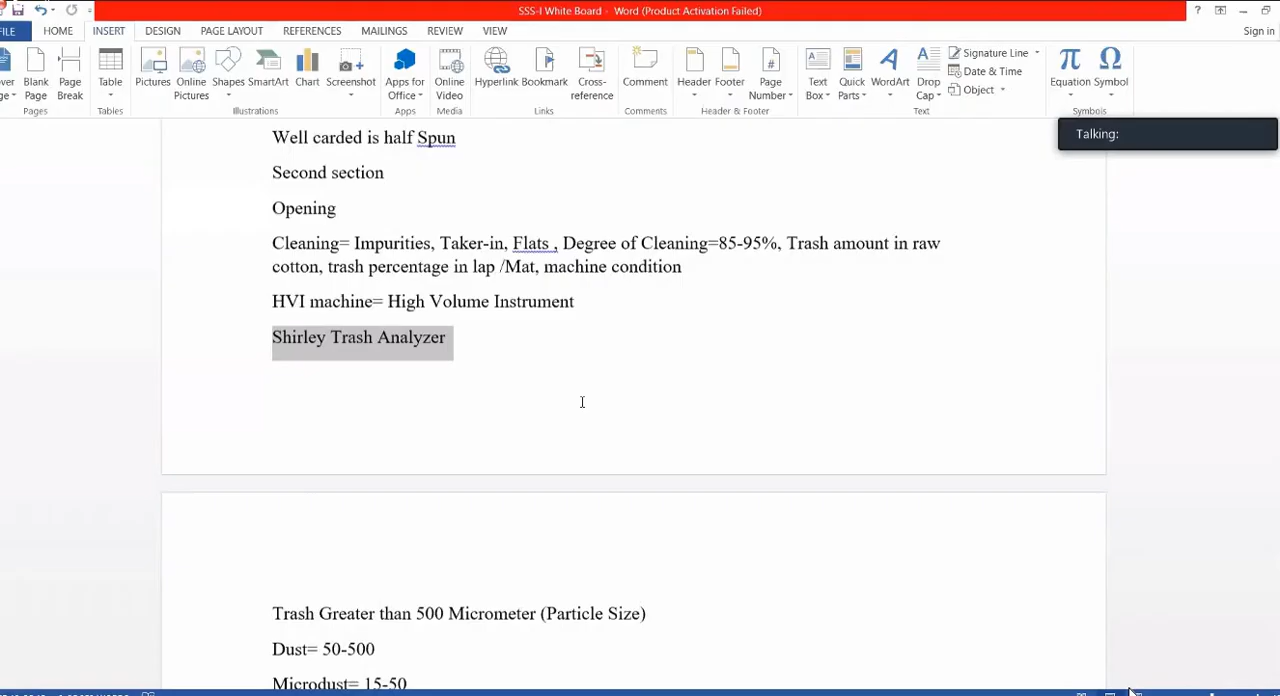 SSS-I White Board - Word (Product Activation Failed)
FILE HOME INSERT DESIGN PAGE LAYOUT REFERENCES MAILINGS REVIEW VIEW Sign in
Blank Page
Page Break
Table
Pictures
Online Pictures
Shapes
SmartArt
Chart
Screenshot
Apps for Office
Online Video
Hyperlink
Bookmark
Cross-reference
Comment
Header
Footer
Page Number
Text Box
Quick Parts
WordArt
Drop Cap
Signature Line
Date & Time
Object
Equation
Symbol
Pages Tables Illustrations Apps Media Links Comments Header & Footer Text Symbols
Talking:
Well carded is half Spun
Second section
Opening
Cleaning= Impurities, Taker-in, Flats , Degree of Cleaning=85-95%, Trash amount in raw
cotton, trash percentage in lap /Mat, machine condition
HVI machine= High Volume Instrument
Shirley Trash Analyzer
Trash Greater than 500 Micrometer (Particle Size)
Dust= 50-500
Microdust= 15-50